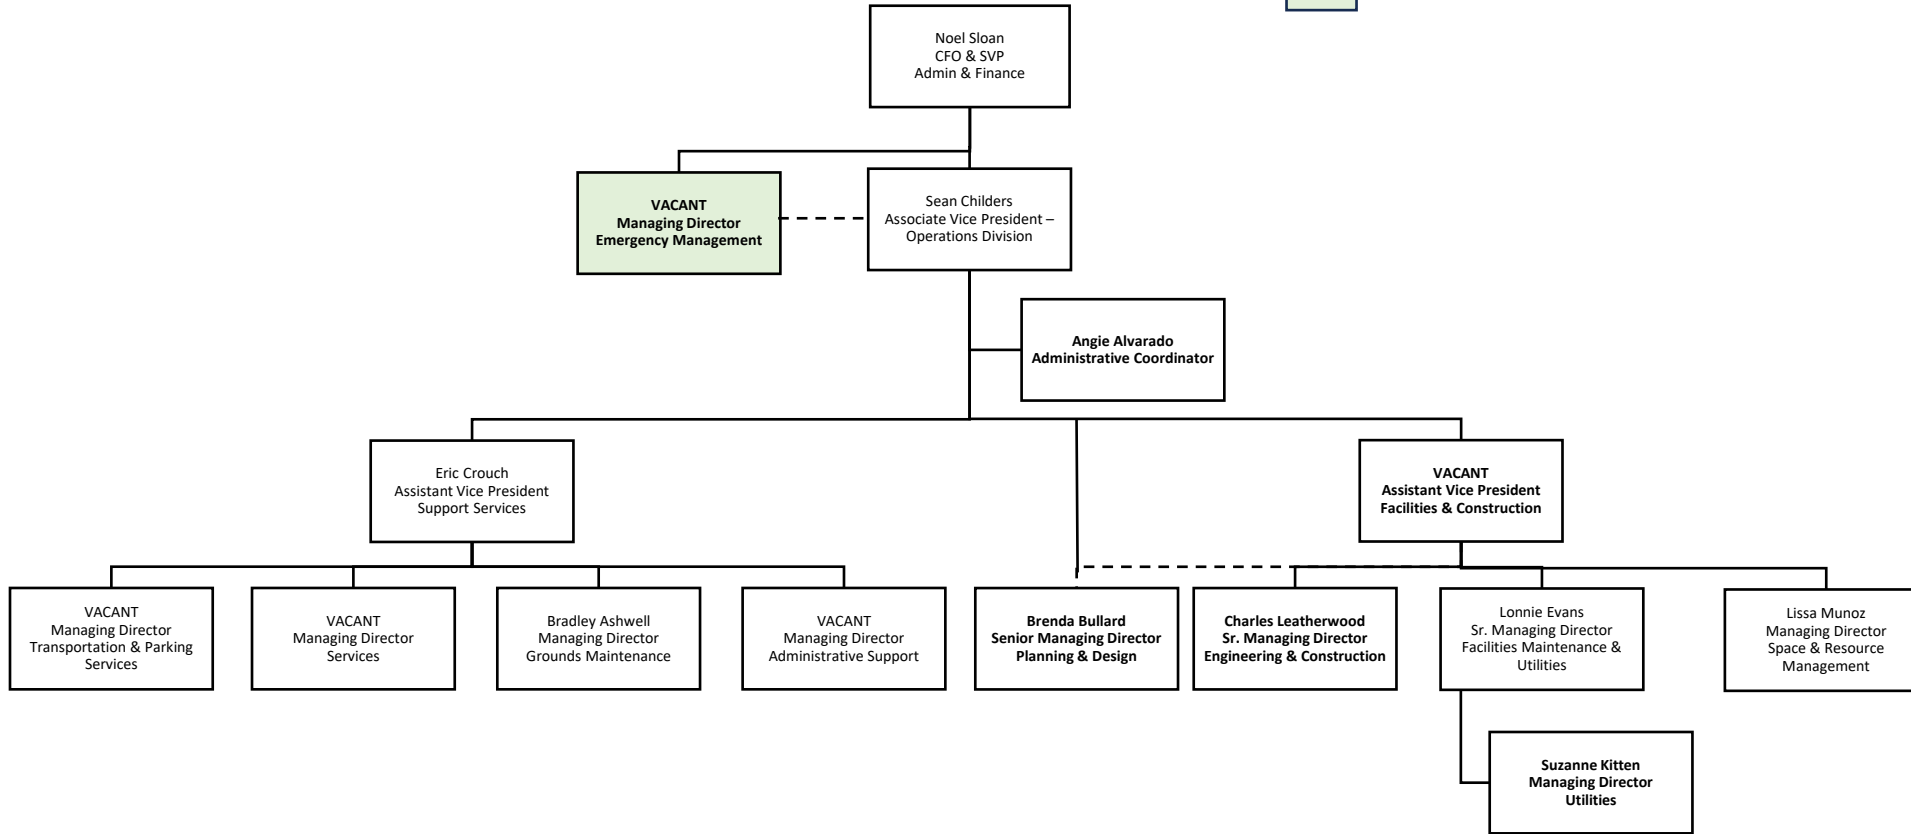 Noel Sloan
CFO & SVP
Admin & Finance
VACANT
Managing Director
Emergency Management
Sean Childers
Associate Vice President –
Operations Division
Angie Alvarado
Administrative Coordinator
Eric Crouch
Assistant Vice President
Support Services
VACANT
Assistant Vice President
Facilities & Construction
VACANT
Managing Director
Transportation & Parking
Services
VACANT
Managing Director
Services
Bradley Ashwell
Managing Director
Grounds Maintenance
VACANT
Managing Director
Administrative Support
Brenda Bullard
Senior Managing Director
Planning & Design
Charles Leatherwood
Sr. Managing Director
Engineering & Construction
Lonnie Evans
Sr. Managing Director
Facilities Maintenance &
Utilities
Lissa Munoz
Managing Director
Space & Resource
Management
Suzanne Kitten
Managing Director
Utilities